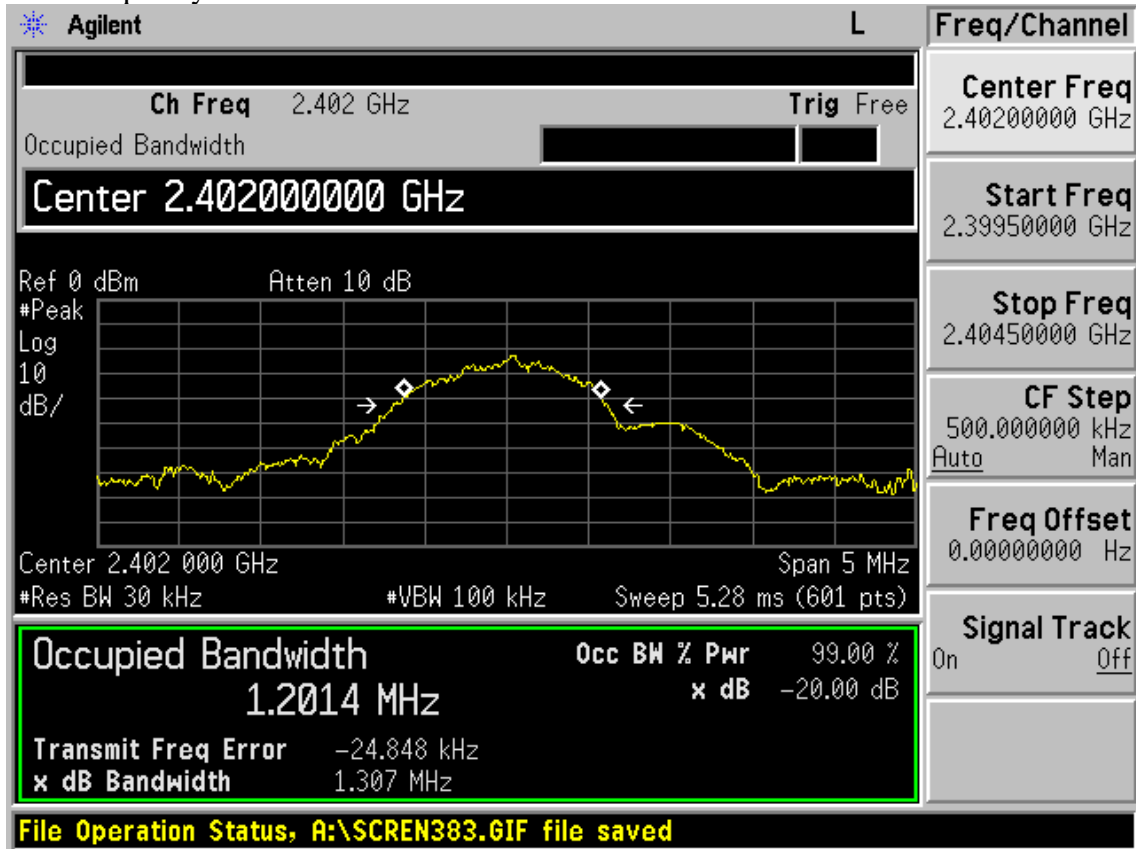 Agilent L
Freq/Channel
Ch Freq 2.402 GHz Trig Free
Occupied Bandwidth
Center 2.402000000 GHz
Ref 0 dBm Atten 10 dB
#Peak
Log
10
dB/
Center 2.402 000 GHz Span 5 MHz
#Res BW 30 kHz #VBW 100 kHz Sweep 5.28 ms (601 pts)
Occupied Bandwidth
1.2014 MHz
Occ BW % Pwr 99.00 %
x dB -20.00 dB
Transmit Freq Error -24.848 kHz
x dB Bandwidth 1.307 MHz
File Operation Status, A:\SCREN383.GIF file saved
Center Freq
2.40200000 GHz
Start Freq
2.39950000 GHz
Stop Freq
2.40450000 GHz
CF Step
500.000000 kHz
Auto Man
Freq Offset
0.00000000 Hz
Signal Track
On Off